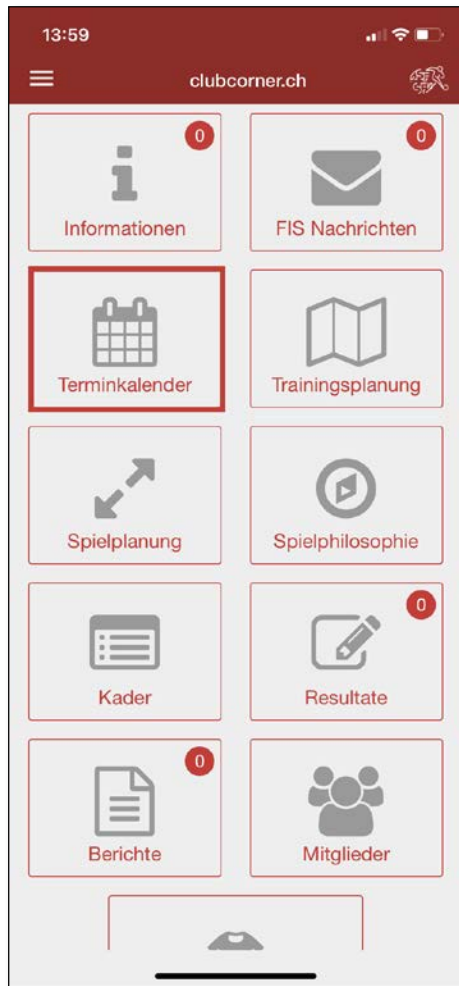 13:59
clubcorner.ch
0
0
Informationen
FIS Nachrichten
Terminkalender
Trainingsplanung
Spielplanung
Spielphilosophie
0
Kader
Resultate
0
Berichte
Mitglieder